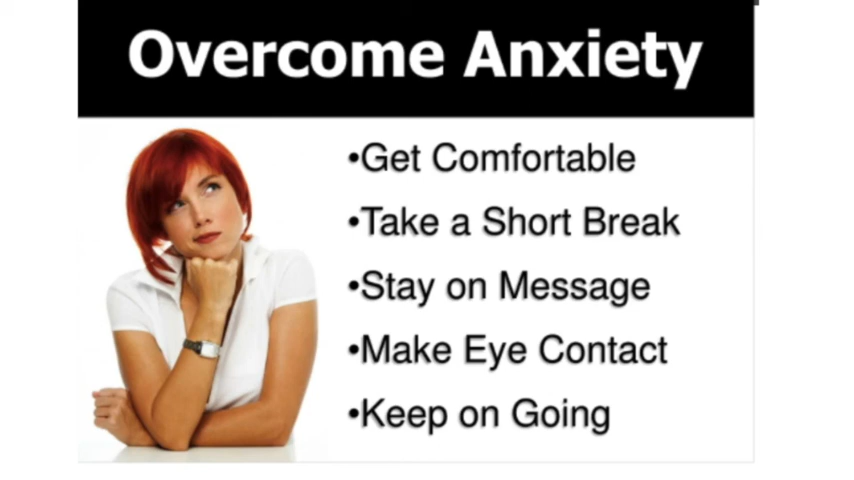 Overcome Anxiety
•Get Comfortable
•Take a Short Break
•Stay on Message
•Make Eye Contact
•Keep on Going